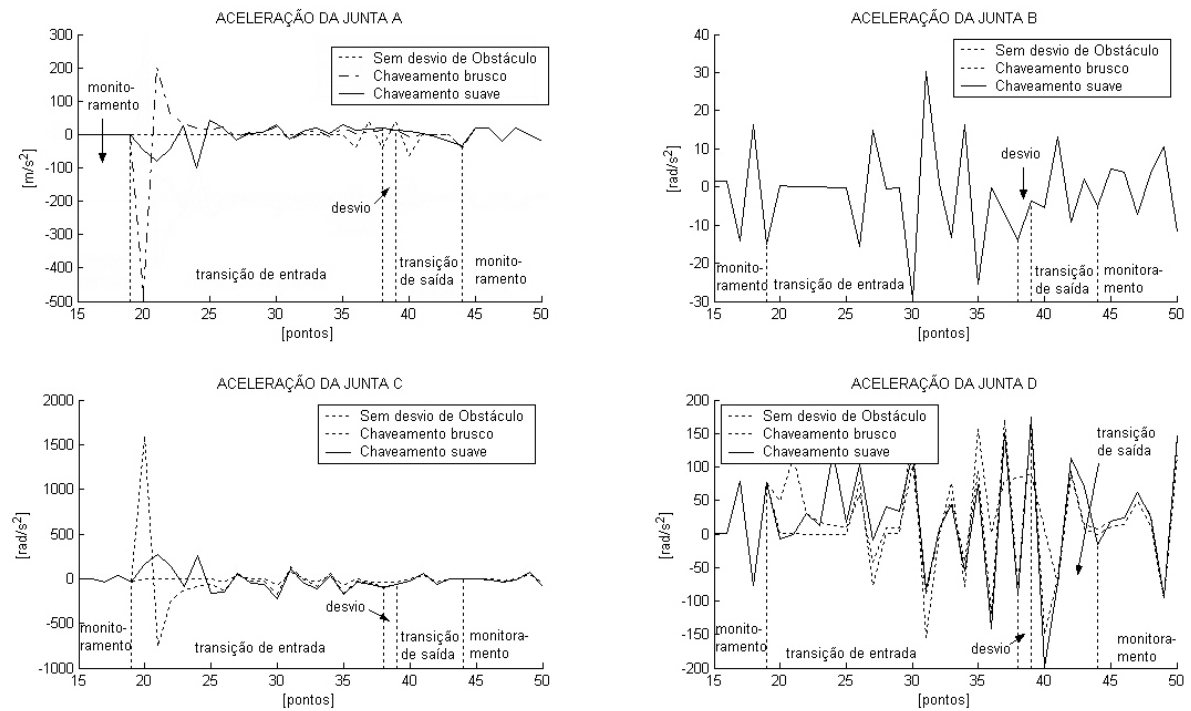 ACELERAÇÃO DA JUNTA A
300
200
100
0
-100
-200
-300
-400
-500
[m/s²]
monito-
ramento
Sem desvio de Obstáculo
Chaveamento brusco
Chaveamento suave
desvio
transição de entrada
transição
de saída
monito-
ramento
15 20 25 30 35 40 45 50
[pontos]
ACELERAÇÃO DA JUNTA B
40
30
20
10
0
-10
-20
-30
[rad/s²]
Sem desvio de Obstáculo
Chaveamento brusco
Chaveamento suave
desvio
monito-
ramento
transição de entrada
transição
de saída
monitora-
mento
15 20 25 30 35 40 45 50
[pontos]
ACELERAÇÃO DA JUNTA C
2000
1500
1000
500
0
-500
-1000
[rad/s²]
Sem desvio de Obstáculo
Chaveamento brusco
Chaveamento suave
desvio
monito-
ramento
transição de entrada
transição
de saída
monitora-
mento
15 20 25 30 35 40 45 50
[pontos]
ACELERAÇÃO DA JUNTA D
200
150
100
50
0
-50
-100
-150
-200
[rad/s²]
Sem desvio de Obstáculo
Chaveamento brusco
Chaveamento suave
transição
de saída
monito-
ramento
transição de entrada
desvio
monitora-
mento
15 20 25 30 35 40 45 50
[pontos]